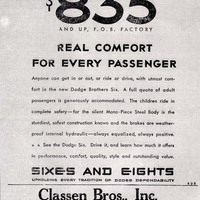 $835
AND UP, F.O.B. FACTORY
REAL COMFORT
FOR EVERY PASSENGER
Anyone can get in or out, or ride or drive, with utmost com-
fort in the new Dodge Brothers Six. A full quota of adult
passengers is generously accommodated. The children ride in
complete safety—for the silent Mono-Piece Steel Body is the
sturdiest, safest construction known and the brakes are weather-
proof internal hydraulic—always equalized, always positive.
See the Dodge Six. Drive it, and learn how much it offers
in performance, comfort, quality, style and outstanding value.
SIXES AND EIGHTS
UPHOLDING EVERY TRADITION OF DODGE DEPENDABILITY
Classen Bros., Inc.